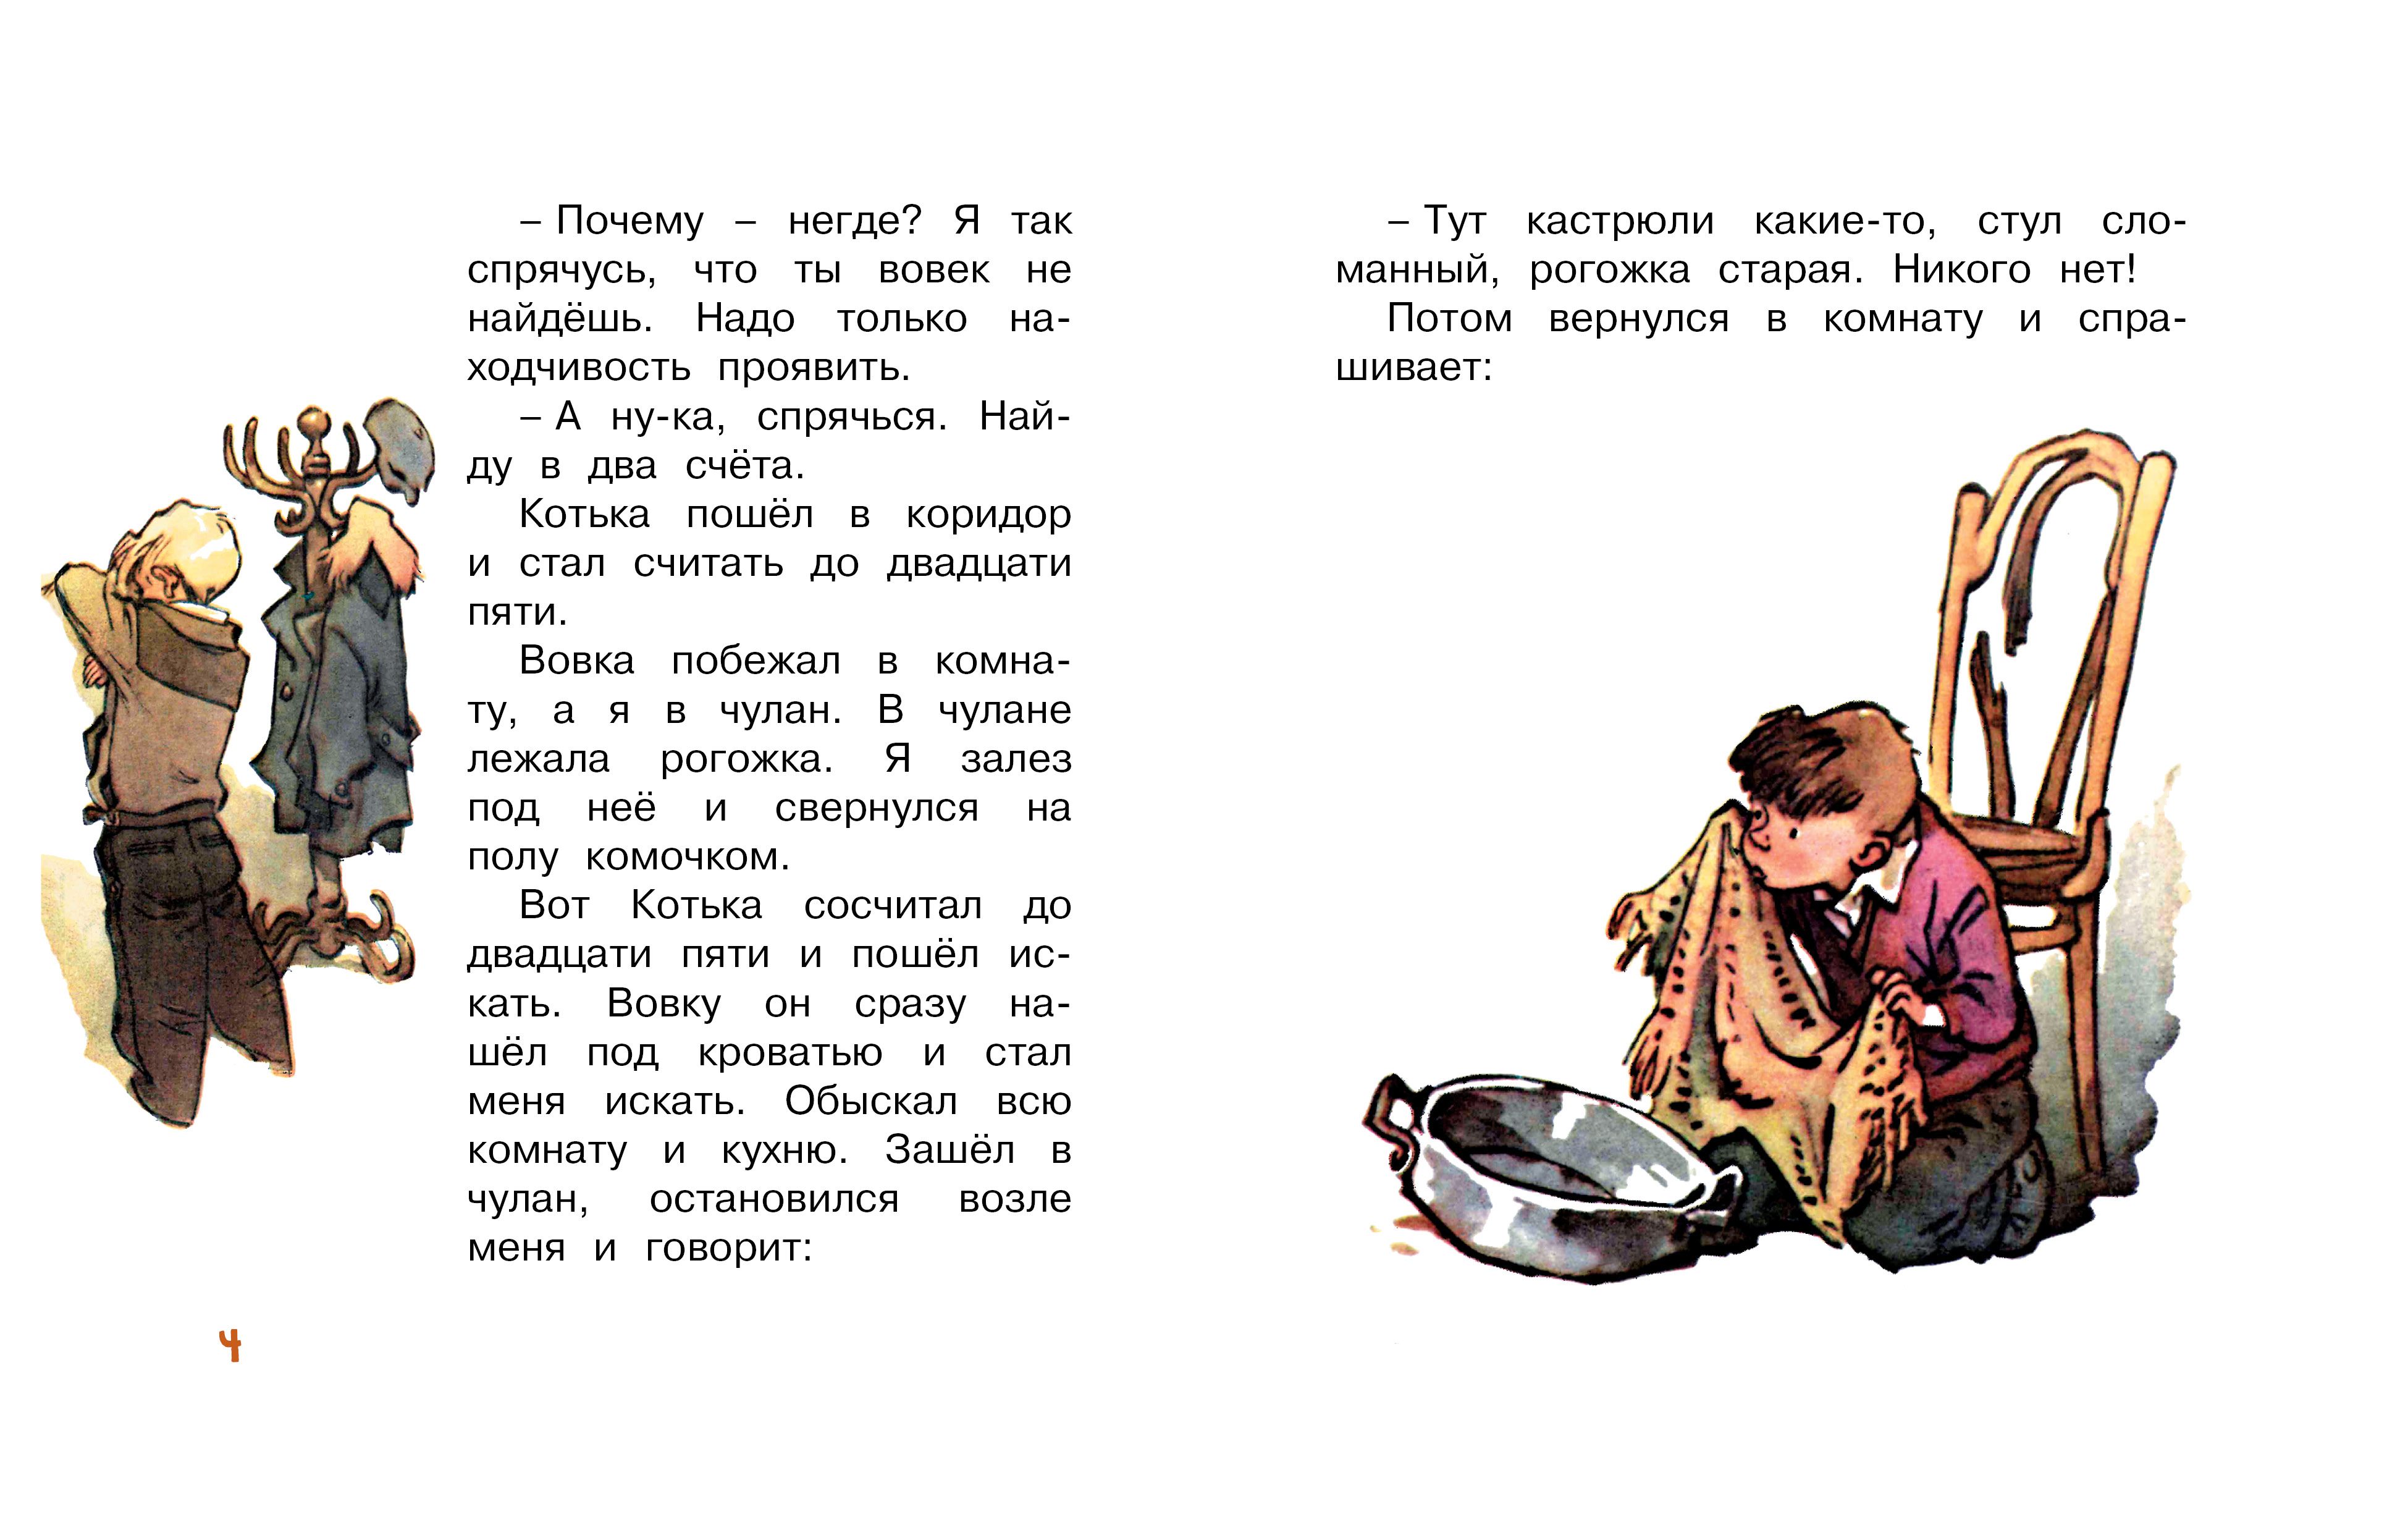 – Почему – негде? Я так
спрячусь, что ты вовек не
найдёшь. Надо только на-
ходчивость проявить.
– А ну-ка, спрячься. Най-
ду в два счёта.
Котька пошёл в коридор
и стал считать до двадцати
пяти.
Вовка побежал в комна-
ту, а я в чулан. В чулане
лежала рогожка. Я залез
под неё и свернулся на
полу комочком.
Вот Котька сосчитал до
двадцати пяти и пошёл ис-
кать. Вовку он сразу на-
шёл под кроватью и стал
меня искать. Обыскал всю
комнату и кухню. Зашёл в
чулан, остановился возле
меня и говорит:
4
– Тут кастрюли какие-то, стул сло-
манный, рогожка старая. Никого нет!
Потом вернулся в комнату и спра-
шивает: